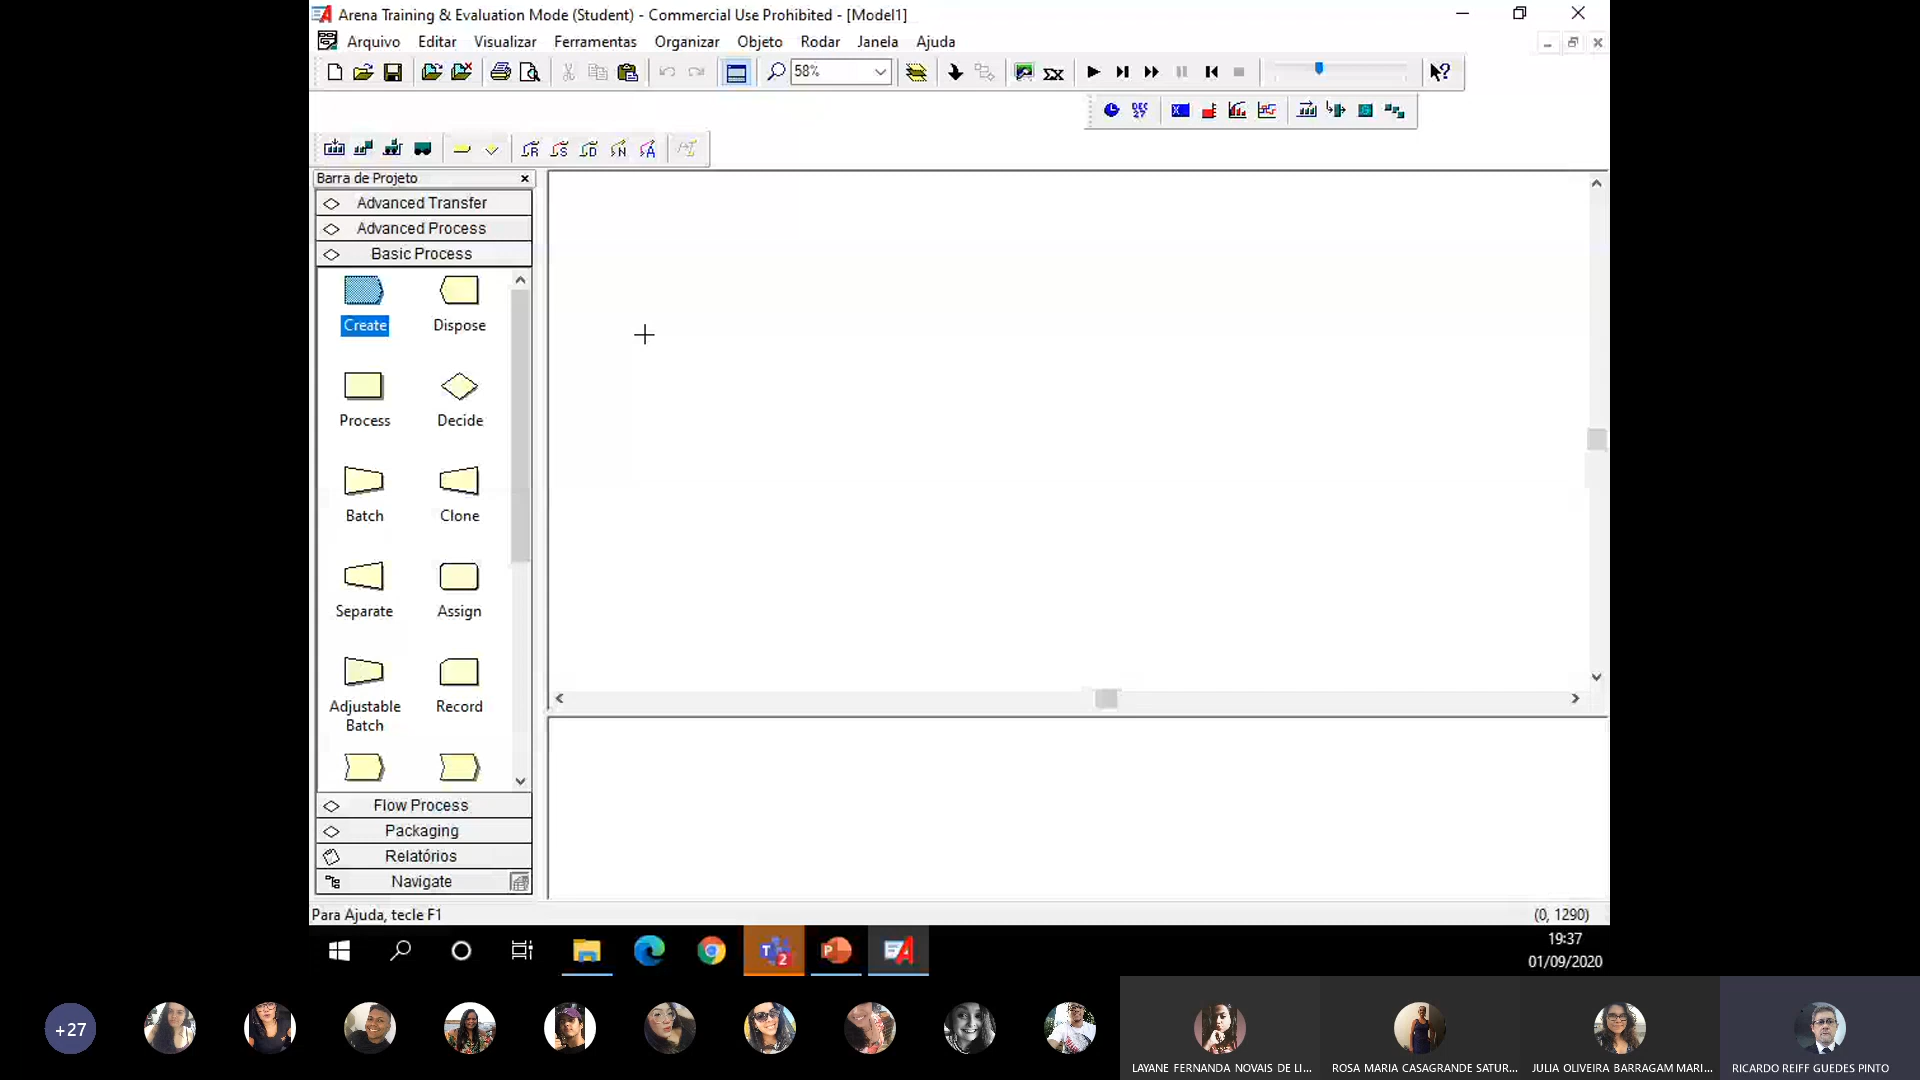 Arena Training & Evaluation Mode (Student) - Commercial Use Prohibited - [Model1]
Arquivo Editar Visualizar Ferramentas Organizar Objeto Rodar Janela Ajuda
58%
DEC 27
Barra de Projeto
Advanced Transfer
Advanced Process
Basic Process
Create Dispose
Process Decide
Batch Clone
Separate Assign
Adjustable Batch Record
Flow Process
Packaging
Relatórios
Navigate
Para Ajuda, tecle F1 (0, 1290)
19:37
01/09/2020
+27
LAYANE FERNANDA NOVAIS DE LI... ROSA MARIA CASAGRANDE SATUR... JULIA OLIVEIRA BARRAGAM MARI... RICARDO REIFF GUEDES PINTO